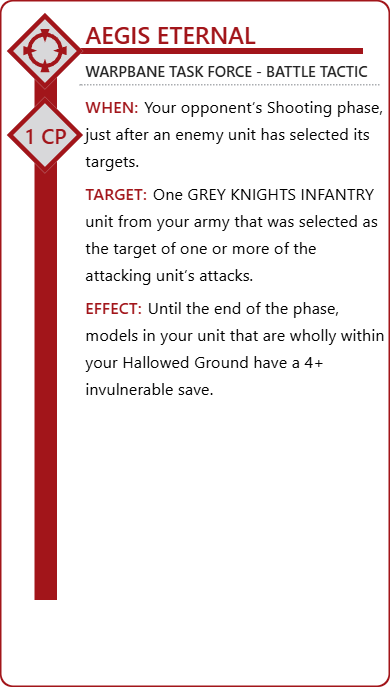 AEGIS ETERNAL
WARPBANE TASK FORCE - BATTLE TACTIC
1 CP
WHEN: Your opponent's Shooting phase,
just after an enemy unit has selected its
targets.
TARGET: One GREY KNIGHTS INFANTRY
unit from your army that was selected as
the target of one or more of the
attacking unit's attacks.
EFFECT: Until the end of the phase,
models in your unit that are wholly within
your Hallowed Ground have a 4+
invulnerable save.